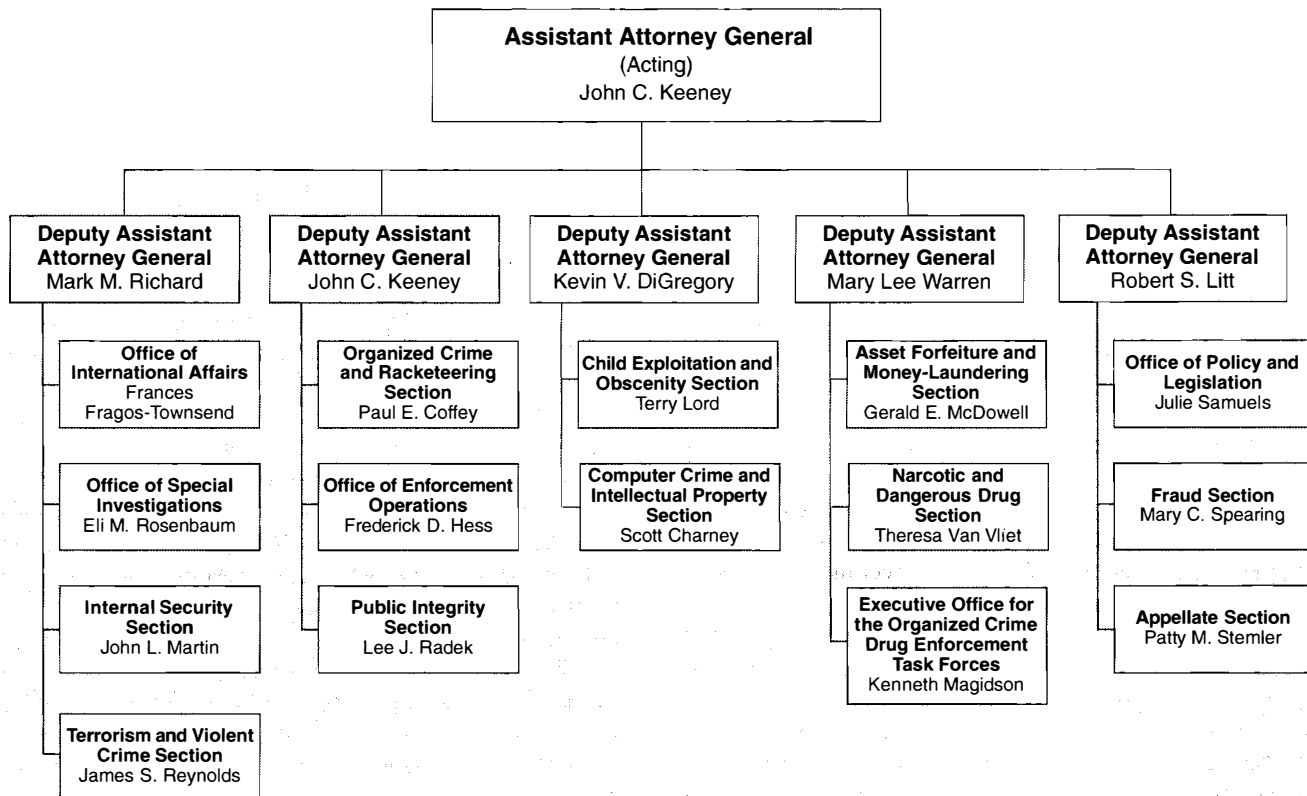 Assistant Attorney General
(Acting)
John C. Keeney
Deputy Assistant
Attorney General
Mark M. Richard
Office of
International Affairs
Frances
Fragos-Townsend
Office of Special
Investigations
Eli M. Rosenbaum
Internal Security
Section
John L. Martin
Terrorism and Violent
Crime Section
James S. Reynolds
Deputy Assistant
Attorney General
John C. Keeney
Organized Crime
and Racketeering
Section
Paul E. Coffey
Office of Enforcement
Operations
Frederick D. Hess
Public Integrity
Section
Lee J. Radek
Deputy Assistant
Attorney General
Kevin V. DiGregory
Child Exploitation and
Obscenity Section
Terry Lord
Computer Crime and
Intellectual Property
Section
Scott Charney
Deputy Assistant
Attorney General
Mary Lee Warren
Asset Forfeiture and
Money-Laundering
Section
Gerald E. McDowell
Narcotic and
Dangerous Drug
Section
Theresa Van Vliet
Executive Office for
the Organized Crime
Drug Enforcement
Task Forces
Kenneth Magidson
Deputy Assistant
Attorney General
Robert S. Litt
Office of Policy and
Legislation
Julie Samuels
Fraud Section
Mary C. Spearing
Appellate Section
Patty M. Stemler